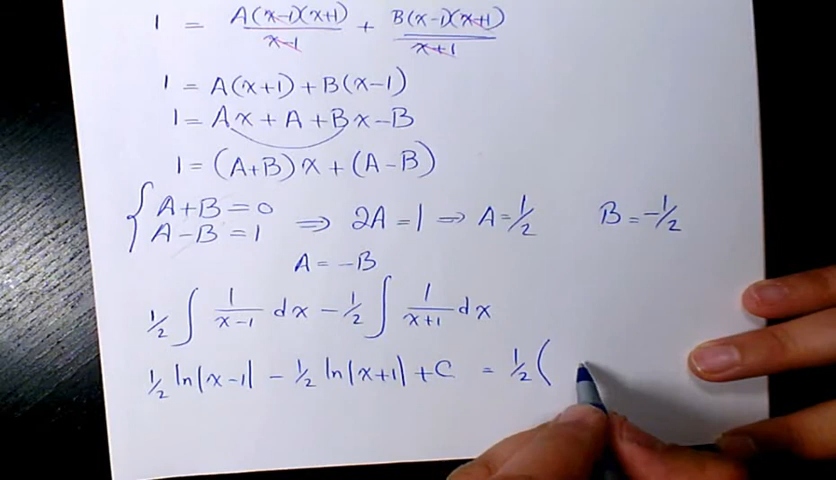 1 = A(x-1)(x+1)/x-1 + B(x-1)(x+1)/x+1
1 = A(x+1) + B(x-1)
1 = Ax + A + Bx - B
1 = (A+B)x + (A-B)
{ A+B=0
A-B=1 ⇒ 2A=1 ⇒ A=1/2 B=-1/2
A = -B
1/2 ∫ 1/x-1 dx - 1/2 ∫ 1/x+1 dx
1/2 ln|x-1| - 1/2 ln|x+1| + C = 1/2 (